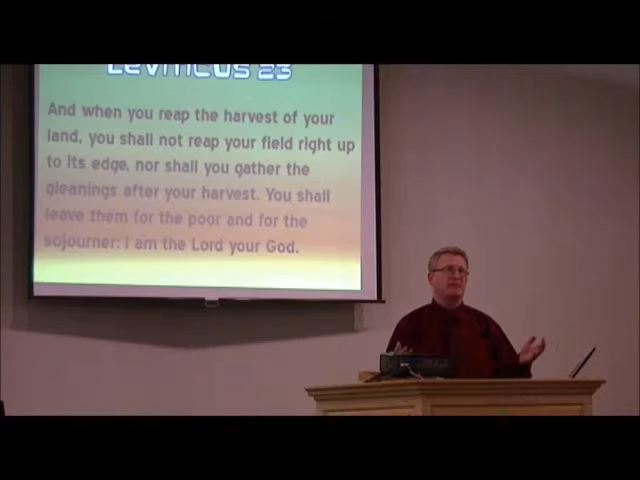 Leviticus 23
And when you reap the harvest of your
land, you shall not reap your field right up
to its edge, nor shall you gather the
gleanings after your harvest. You shall
leave them for the poor and for the
sojourner: I am the Lord your God.